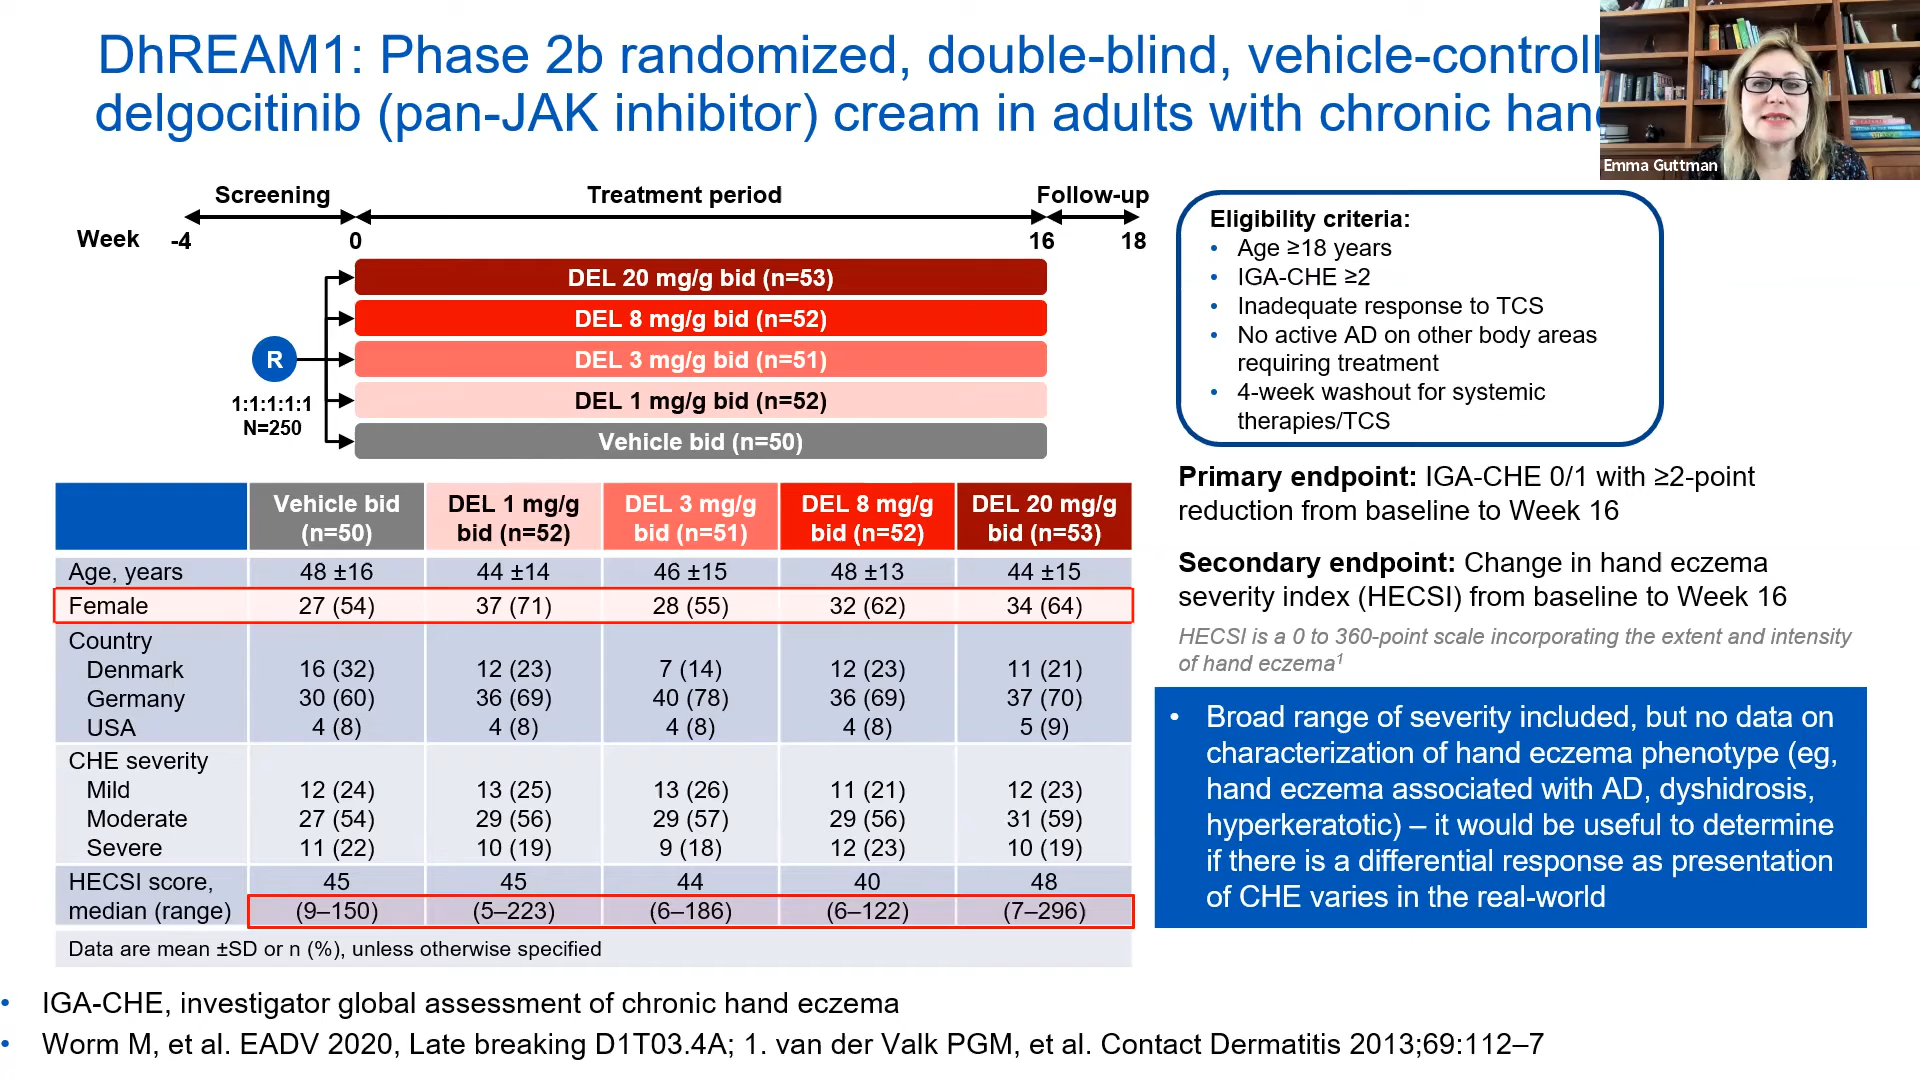 DhREAM1: Phase 2b randomized, double-blind, vehicle-controll
delgocitinib (pan-JAK inhibitor) cream in adults with chronic han
Emma Guttman
Screening
Treatment period
Follow-up
Week
-4
0
16
18
DEL 20 mg/g bid (n=53)
DEL 8 mg/g bid (n=52)
DEL 3 mg/g bid (n=51)
DEL 1 mg/g bid (n=52)
Vehicle bid (n=50)
R
1:1:1:1:1
N=250
Eligibility criteria:
• Age ≥18 years
• IGA-CHE ≥2
• Inadequate response to TCS
• No active AD on other body areas
requiring treatment
• 4-week washout for systemic
therapies/TCS
Primary endpoint: IGA-CHE 0/1 with ≥2-point
reduction from baseline to Week 16
Secondary endpoint: Change in hand eczema
severity index (HECSI) from baseline to Week 16
HECSI is a 0 to 360-point scale incorporating the extent and intensity
of hand eczema¹
• Broad range of severity included, but no data on
characterization of hand eczema phenotype (eg,
hand eczema associated with AD, dyshidrosis,
hyperkeratotic) – it would be useful to determine
if there is a differential response as presentation
of CHE varies in the real-world
Vehicle bid DEL 1 mg/g DEL 3 mg/g DEL 8 mg/g DEL 20 mg/g
(n=50) bid (n=52) bid (n=51) bid (n=52) bid (n=53)
Age, years 48 ±16 44 ±14 46 ±15 48 ±13 44 ±15
Female 27 (54) 37 (71) 28 (55) 32 (62) 34 (64)
Country
Denmark 16 (32) 12 (23) 7 (14) 12 (23) 11 (21)
Germany 30 (60) 36 (69) 40 (78) 36 (69) 37 (70)
USA 4 (8) 4 (8) 4 (8) 4 (8) 5 (9)
CHE severity
Mild 12 (24) 13 (25) 13 (26) 11 (21) 12 (23)
Moderate 27 (54) 29 (56) 29 (57) 29 (56) 31 (59)
Severe 11 (22) 10 (19) 9 (18) 12 (23) 10 (19)
HECSI score, 45 45 44 40 48
median (range) (9–150) (5–223) (6–186) (6–122) (7–296)
Data are mean ±SD or n (%), unless otherwise specified
• IGA-CHE, investigator global assessment of chronic hand eczema
• Worm M, et al. EADV 2020, Late breaking D1T03.4A; 1. van der Valk PGM, et al. Contact Dermatitis 2013;69:112–7